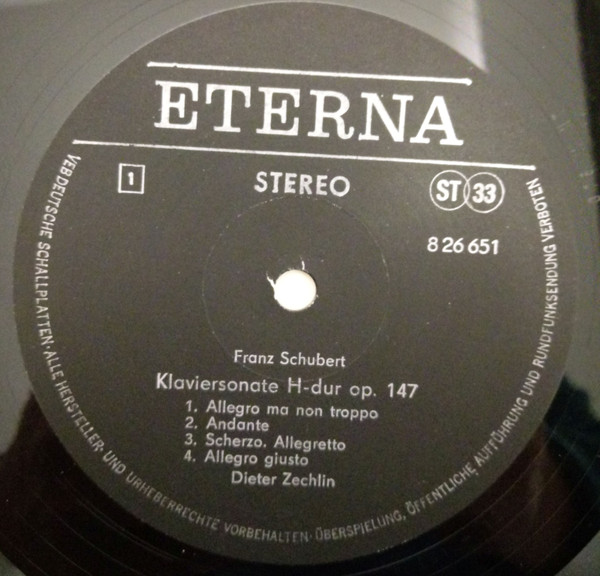 ETERNA
1
STEREO
ST 33
8 26 651
Franz Schubert
Klaviersonate H-dur op. 147
1. Allegro ma non troppo
2. Andante
3. Scherzo. Allegretto
4. Allegro giusto
Dieter Zechlin
VEB DEUTSCHE SCHALLPLATTEN · ALLE HERSTELLER- UND URHEBERRECHTE VORBEHALTEN · ÜBERSPIELUNG, ÖFFENTLICHE AUFFÜHRUNG UND RUNDFUNKSENDUNG VERBOTEN